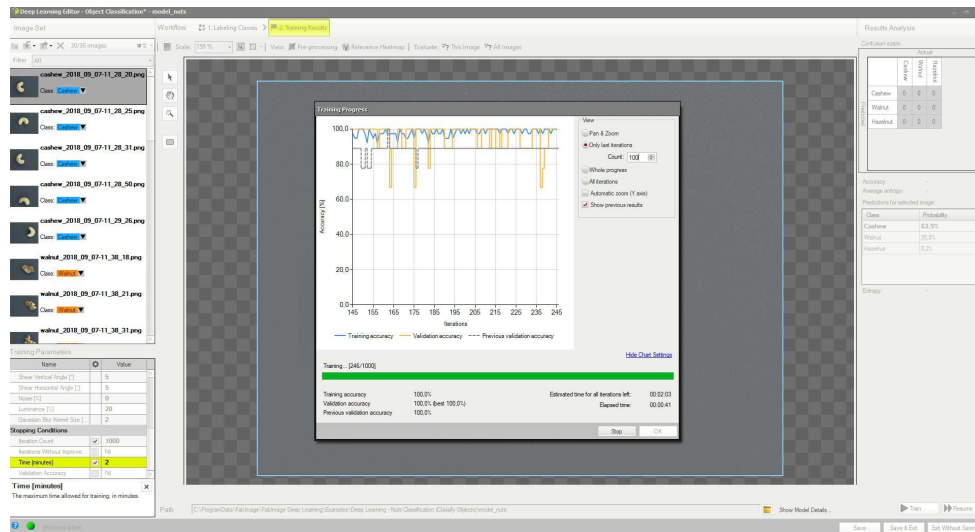 Deep Learning Editor - Object Classification* - model_nuts
Image Set
Workflow 1. Labeling Classes 2. Training Results
Results Analysis
30/30 images
Scale: 159 % View: Pre-processing Relevance Heatmap Evaluate: This Image All Images
Filter All
Confusion matrix:
Actual
Cashew Walnut Hazelnut
Predicted
Cashew 0 0 0
Walnut 0 0 0
Hazelnut 0 0 0
Accuracy: -
Average entropy: -
Predictions for selected image:
Class Probability
Cashew 63,9%
Walnut 35,9%
Hazelnut 0,2%
Entropy: -
cashew_2018_09_07-11_28_20.png
Class: Cashew
cashew_2018_09_07-11_28_25.png
Class: Cashew
cashew_2018_09_07-11_28_31.png
Class: Cashew
cashew_2018_09_07-11_28_50.png
Class: Cashew
cashew_2018_09_07-11_29_26.png
Class: Cashew
walnut_2018_09_07-11_38_18.png
Class: Walnut
walnut_2018_09_07-11_38_21.png
Class: Walnut
walnut_2018_09_07-11_38_31.png
Training Parameters
Name Value
Shear Vertical Angle [°] 5
Shear Horizontal Angle [°] 5
Noise [%] 0
Luminance [%] 20
Gaussian Blur Kernel Size [... 2
Stopping Conditions
Iteration Count 1000
Iterations Without Improve... Nil
Time [minutes] 2
Validation Accuracy Nil
Time [minutes]
The maximum time allowed for training, in minutes.
Training Progress
Accuracy [%]
100,0
80,0
60,0
40,0
20,0
0,0
145 155 165 175 185 195 205 215 225 235 245
Iterations
Training accuracy Validation accuracy Previous validation accuracy
View
Pan & Zoom
Only last iterations
Count: 100
Whole progress
All iterations
Automatic zoom (Y axis)
Show previous results
Hide Chart Settings
Training... [246/1000]
Training accuracy 100,0% Estimated time for all iterations left: 00:02:03
Validation accuracy 100,0% (best 100,0%) Elapsed time: 00:00:41
Previous validation accuracy 100,0%
Stop OK
Path C:\ProgramData\FabImage\FabImage Deep Learning\Examples\Deep Learning - Nuts Classification (Classify Objects)\model_nuts
Show Model Details...
Train Resume
Save Save & Exit Exit Without Saving